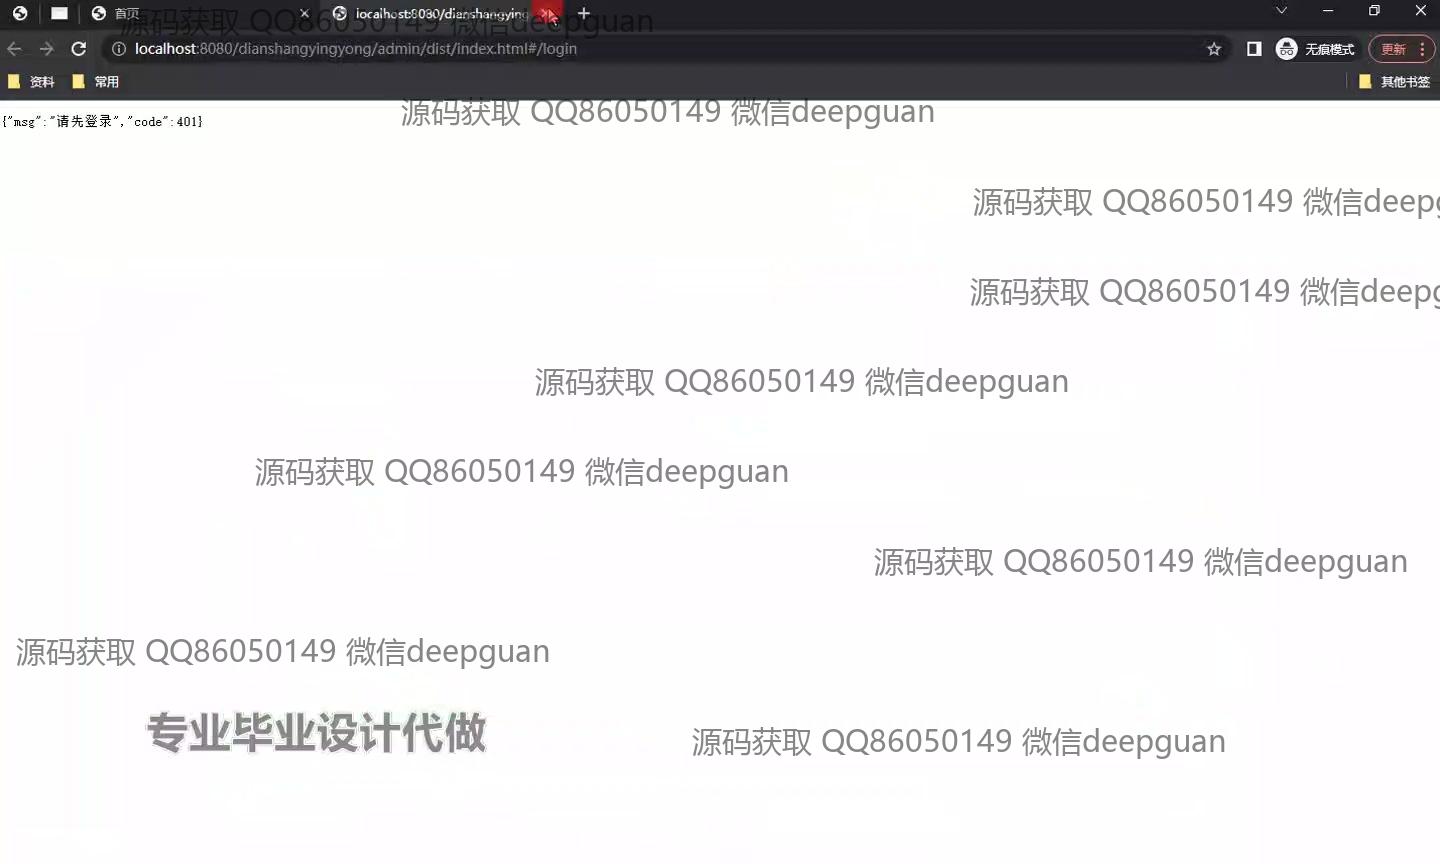 首页
localhost:8080/dianshangying
源码获取 QQ86050149 微信deepguan
localhost:8080/dianshangyingyong/admin/dist/index.html#/login
无痕模式
更新
资料
常用
其他书签
源码获取 QQ86050149 微信deepguan
{"msg":"请先登录","code":401}
源码获取 QQ86050149 微信deepg
源码获取 QQ86050149 微信deepg
源码获取 QQ86050149 微信deepguan
源码获取 QQ86050149 微信deepguan
源码获取 QQ86050149 微信deepguan
源码获取 QQ86050149 微信deepguan
专业毕业设计代做
源码获取 QQ86050149 微信deepguan